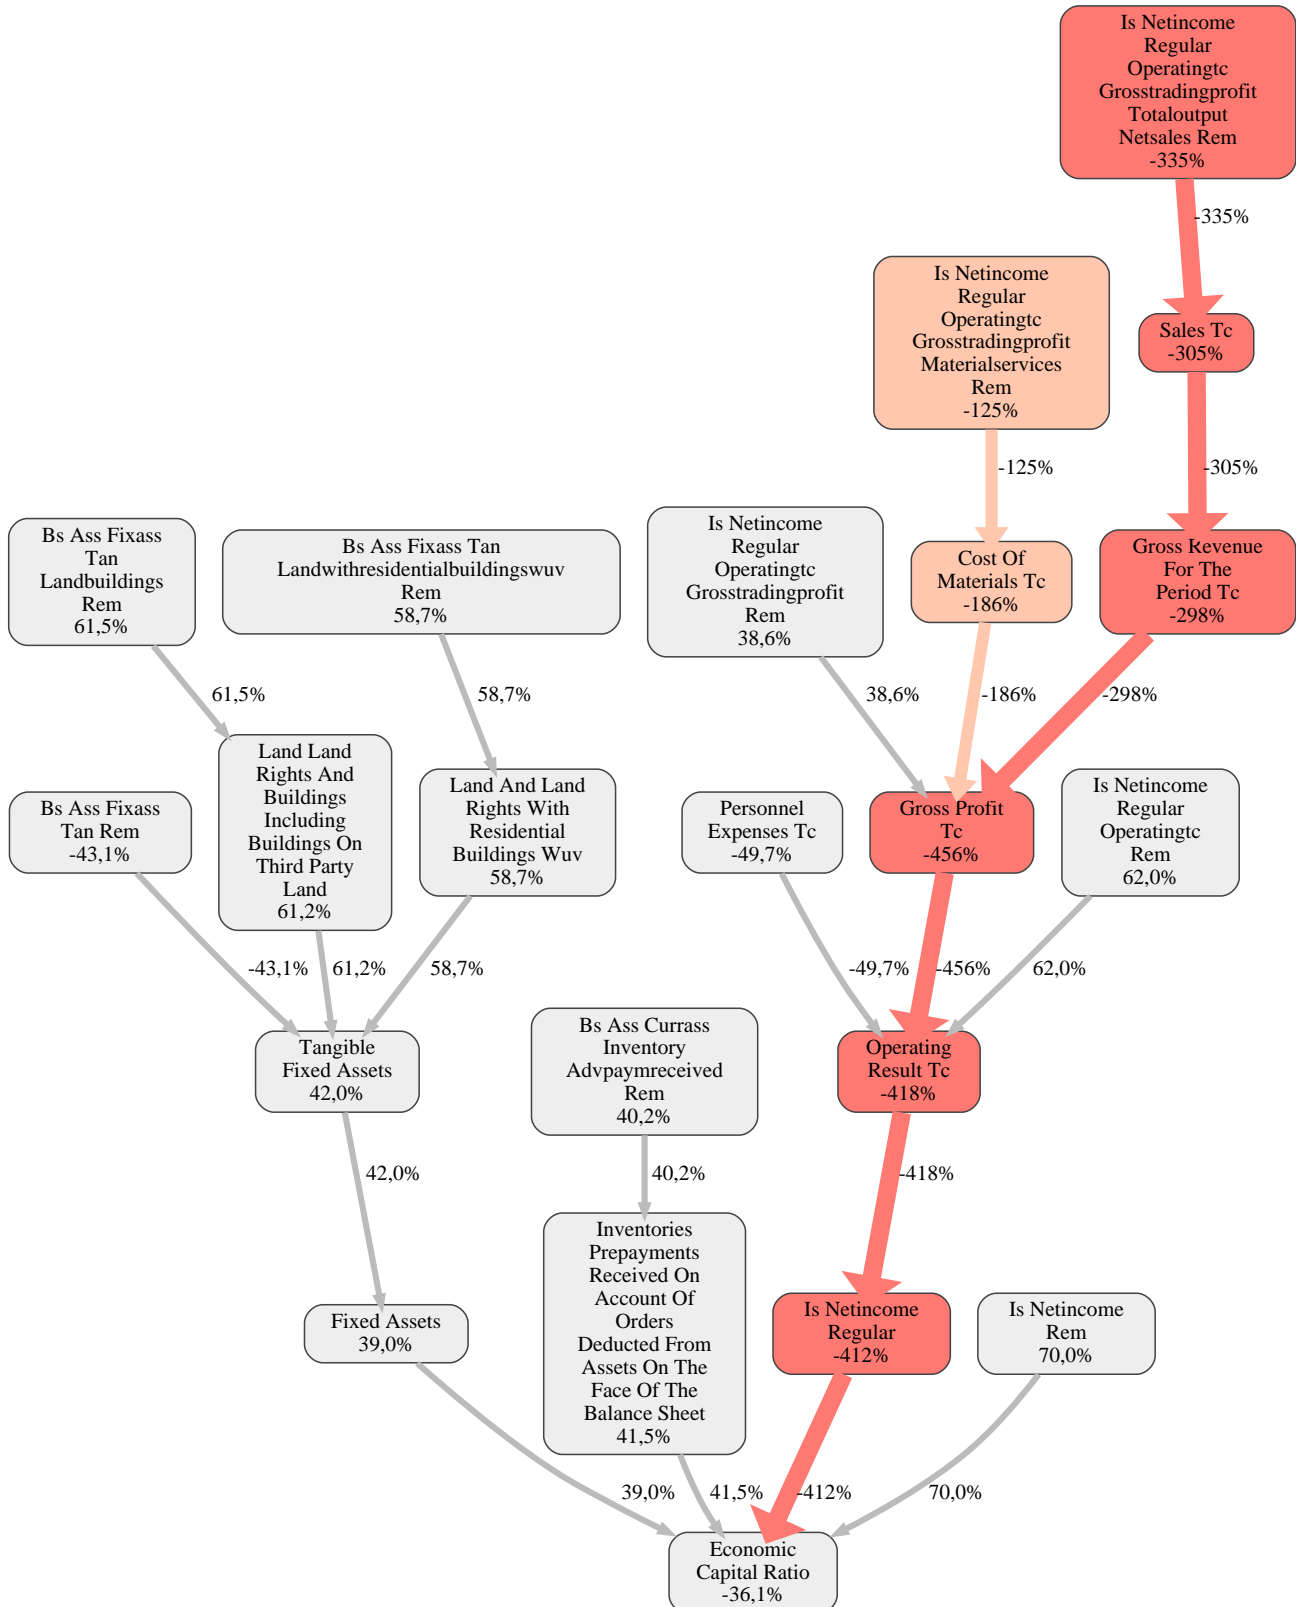 Is Netincome
Regular
Operatingtc
Grosstradingprofit
Totaloutput
Netsales Rem
-335%
-335%
Is Netincome
Regular
Operatingtc
Grosstradingprofit
Materialservices
Rem
-125%
Sales Tc
-305%
-125%
-305%
Bs Ass Fixass
Tan
Landbuildings
Rem
61,5%
Bs Ass Fixass Tan
Landwithresidentialbuildingswuv
Rem
58,7%
Is Netincome
Regular
Operatingtc
Grosstradingprofit
Rem
38,6%
Cost Of
Materials Tc
-186%
Gross Revenue
For The
Period Tc
-298%
61,5%
58,7%
38,6%
-186%
-298%
Bs Ass Fixass
Tan Rem
-43,1%
Land Land
Rights And
Buildings
Including
Buildings On
Third Party
Land
61,2%
Land And Land
Rights With
Residential
Buildings Wuv
58,7%
Personnel
Expenses Tc
-49,7%
Gross Profit
Tc
-456%
Is Netincome
Regular
Operatingtc
Rem
62,0%
-43,1%
61,2%
58,7%
-49,7%
-456%
62,0%
Tangible
Fixed Assets
42,0%
Bs Ass Currass
Inventory
Advpaymreceived
Rem
40,2%
Operating
Result Tc
-418%
42,0%
40,2%
-418%
Fixed Assets
39,0%
Inventories
Prepayments
Received On
Account Of
Orders
Deducted From
Assets On The
Face Of The
Balance Sheet
41,5%
Is Netincome
Regular
-412%
Is Netincome
Rem
70,0%
39,0%
41,5%
-412%
70,0%
Economic
Capital Ratio
-36,1%